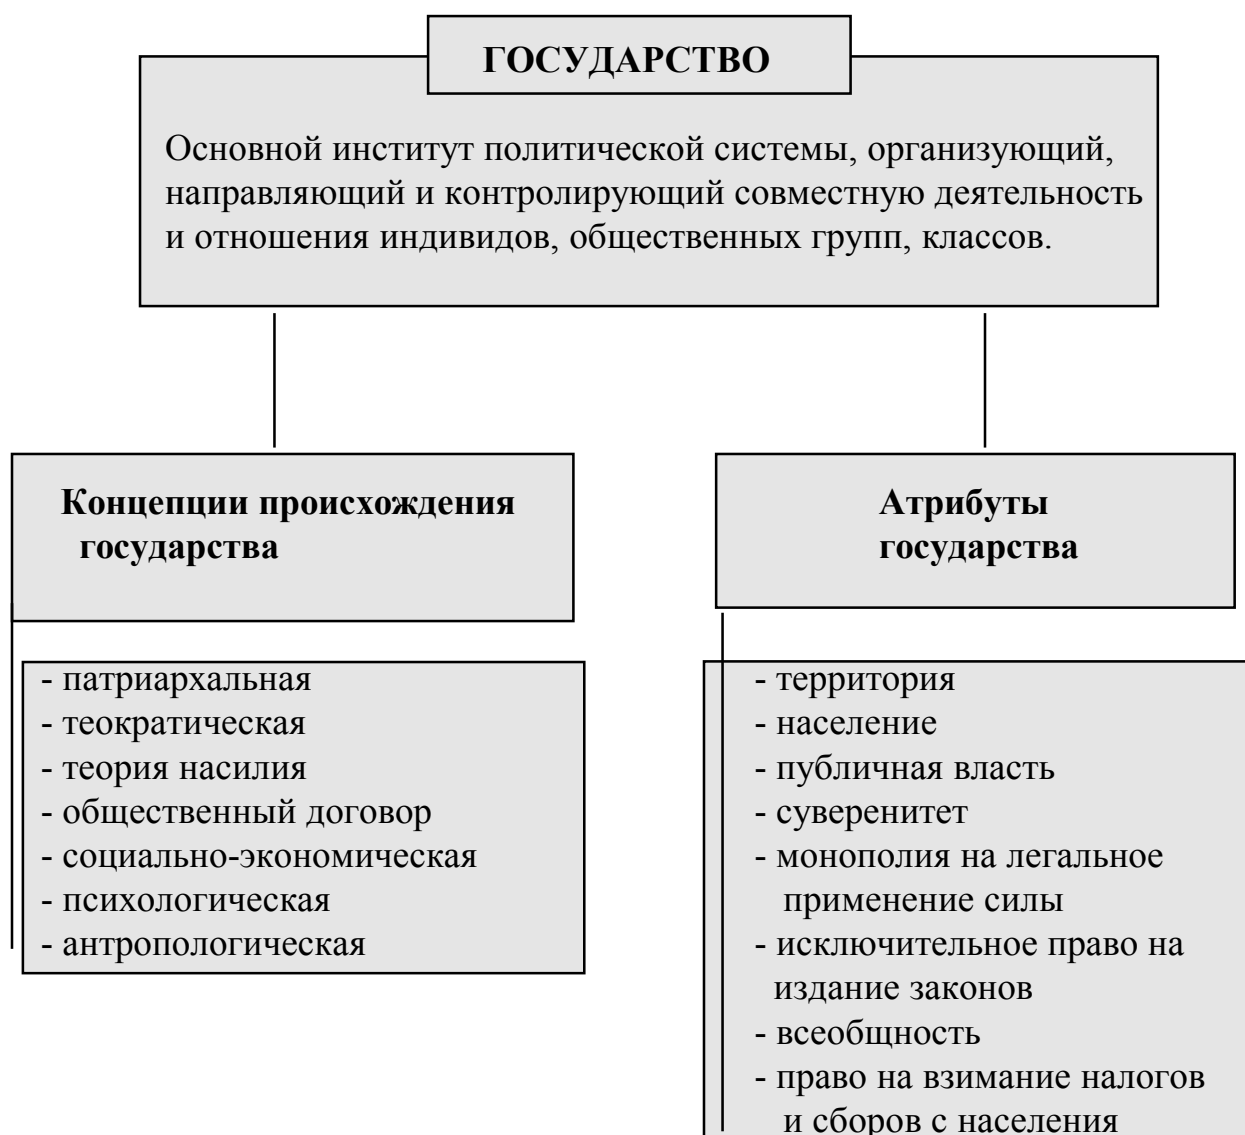 ГОСУДАРСТВО
Основной институт политической системы, организующий,
направляющий и контролирующий совместную деятельность
и отношения индивидов, общественных групп, классов.
Концепции происхождения
государства
- патриархальная
- теократическая
- теория насилия
- общественный договор
- социально-экономическая
- психологическая
- антропологическая
Атрибуты
государства
- территория
- население
- публичная власть
- суверенитет
- монополия на легальное
применение силы
- исключительное право на
издание законов
- всеобщность
- право на взимание налогов
и сборов с населения